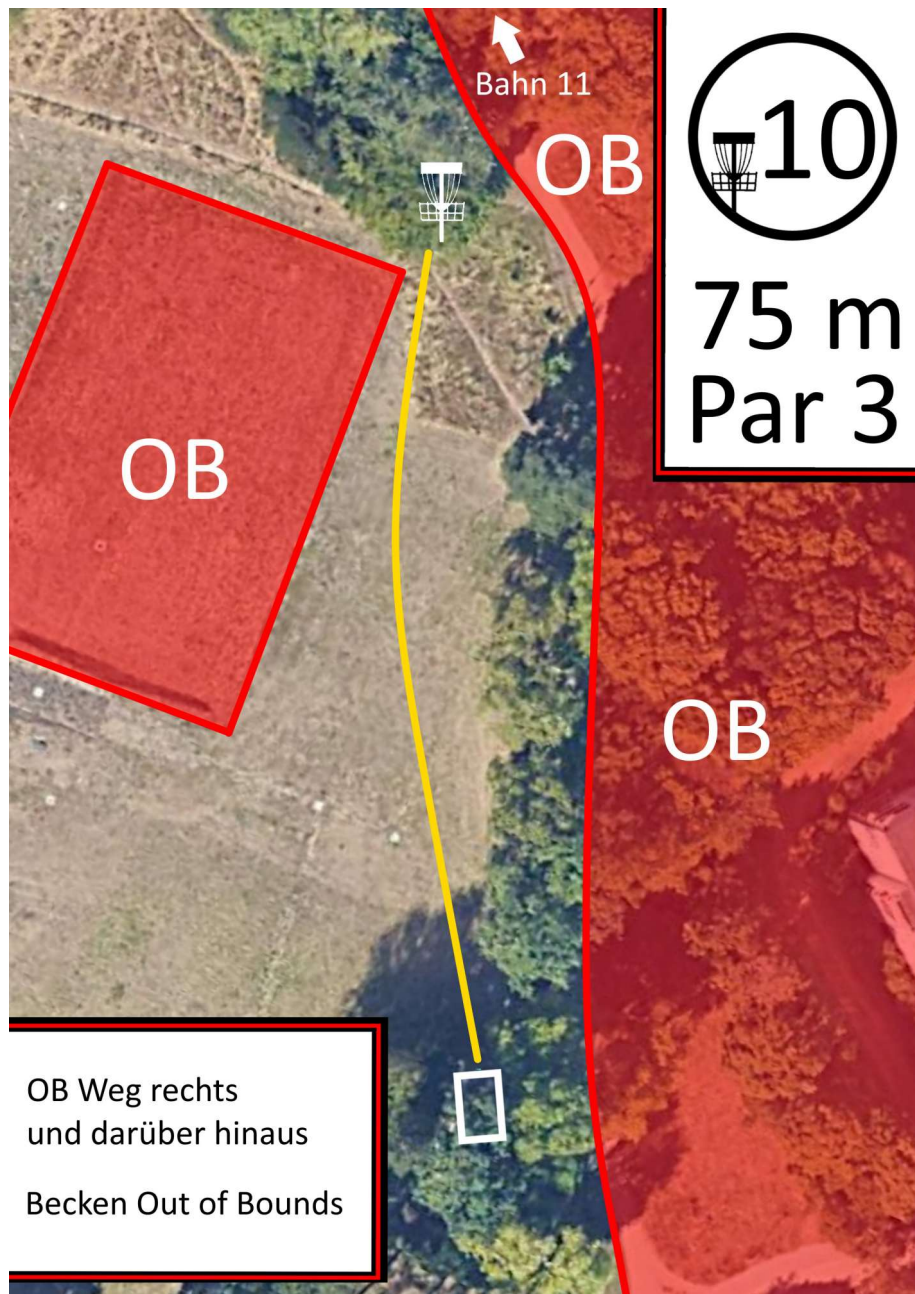 Bahn 11
OB
10
75 m
Par 3
OB
OB
OB Weg rechts
und darüber hinaus
Becken Out of Bounds